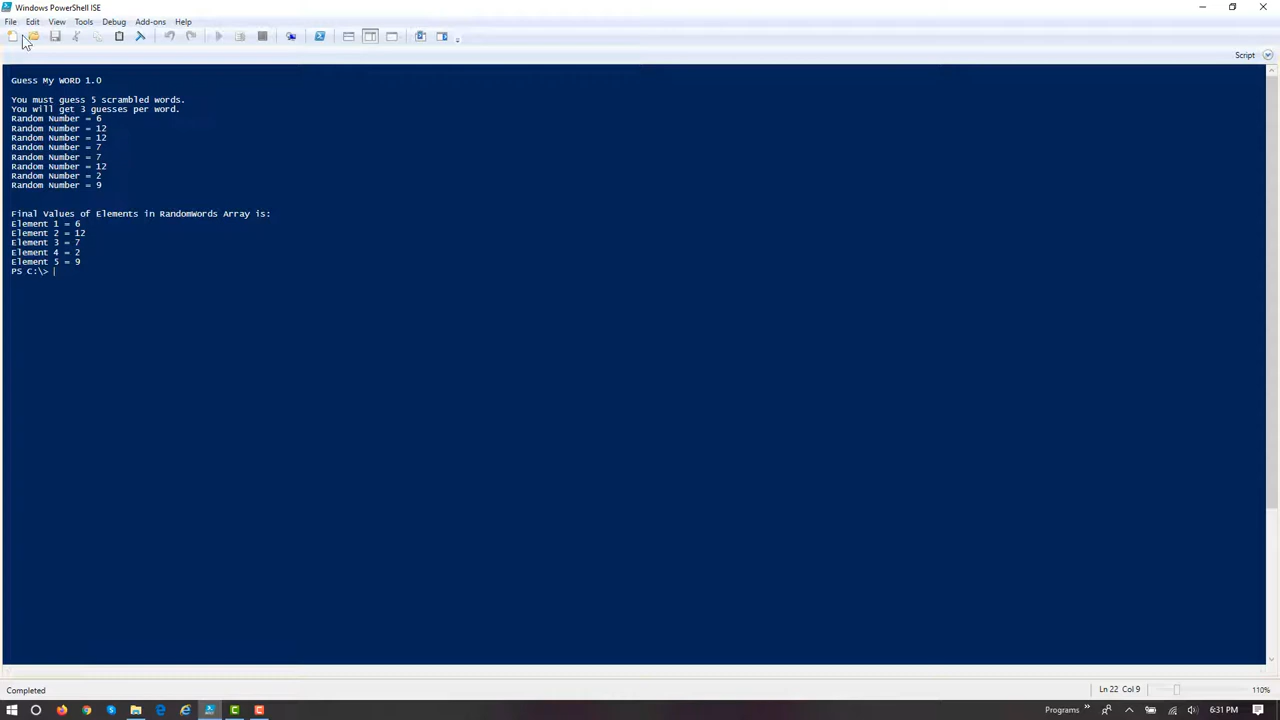 Windows PowerShell ISE
File Edit View Tools Debug Add-ons Help
Script
Guess My WORD 1.0
You must guess 5 scrambled words.
You will get 3 guesses per word.
Random Number = 6
Random Number = 12
Random Number = 12
Random Number = 7
Random Number = 7
Random Number = 12
Random Number = 2
Random Number = 9
Final Values of Elements in RandomWords Array is:
Element 1 = 6
Element 2 = 12
Element 3 = 7
Element 4 = 2
Element 5 = 9
PS C:\>
Completed
Ln 22 Col 9
110%
Programs
6:31 PM